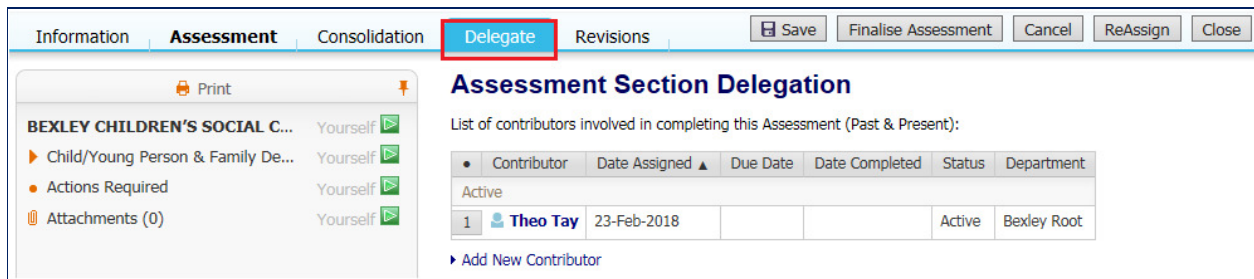 Information Assessment Consolidation Delegate Revisions Save Finalise Assessment Cancel ReAssign Close
Print
BEXLEY CHILDREN'S SOCIAL C... Yourself
Child/Young Person & Family De... Yourself
Actions Required Yourself
Attachments (0) Yourself
Assessment Section Delegation
List of contributors involved in completing this Assessment (Past & Present):
• Contributor Date Assigned ▲ Due Date Date Completed Status Department
Active
1 Theo Tay 23-Feb-2018 Active Bexley Root
Add New Contributor